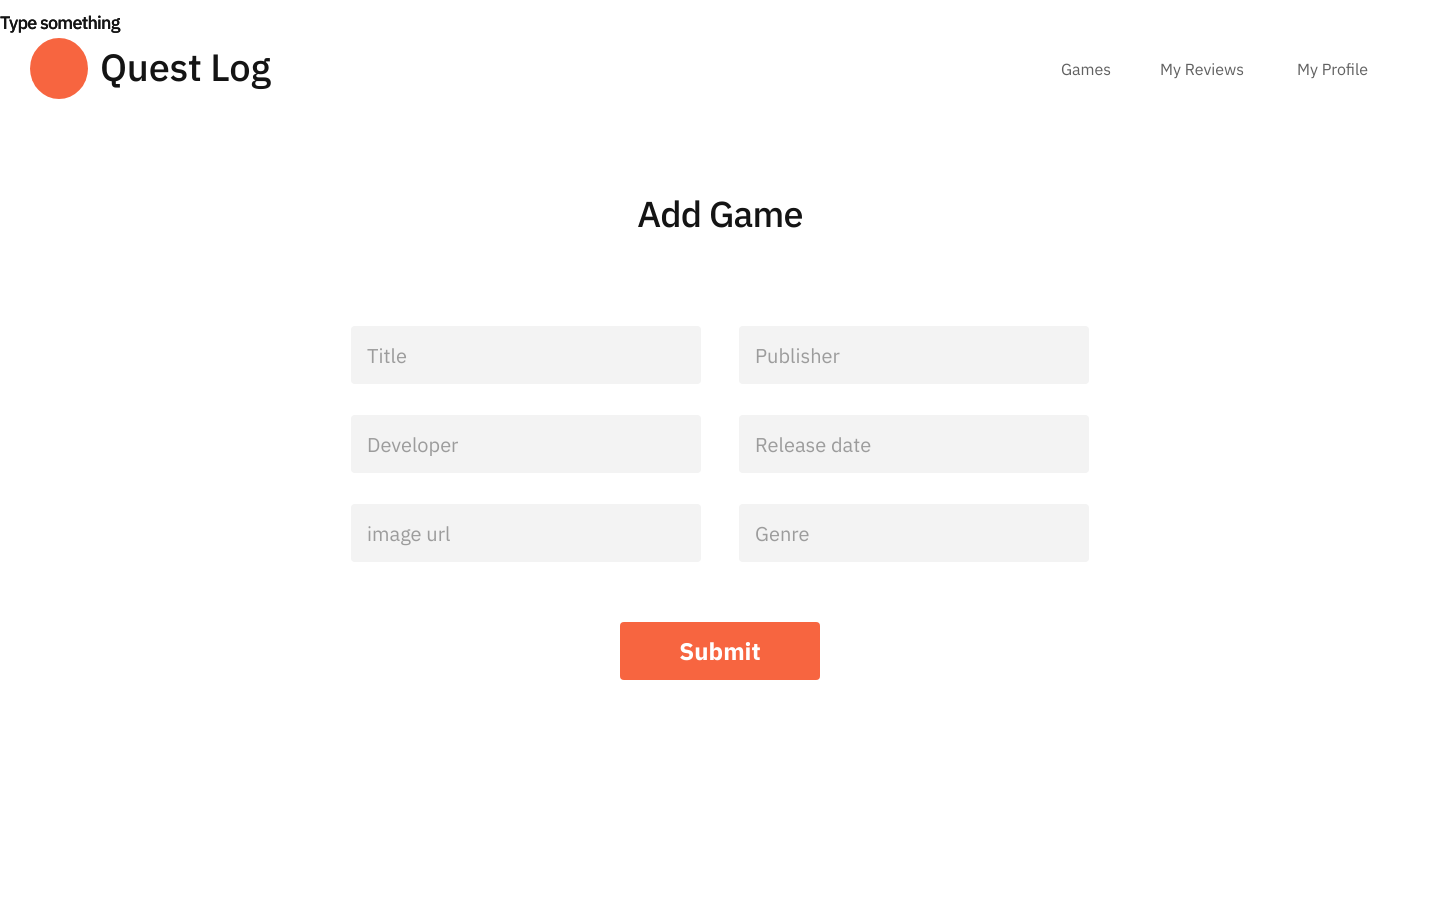 Type something
Quest Log
Games My Reviews My Profile
Add Game
Title Publisher
Developer Release date
image url Genre
Submit